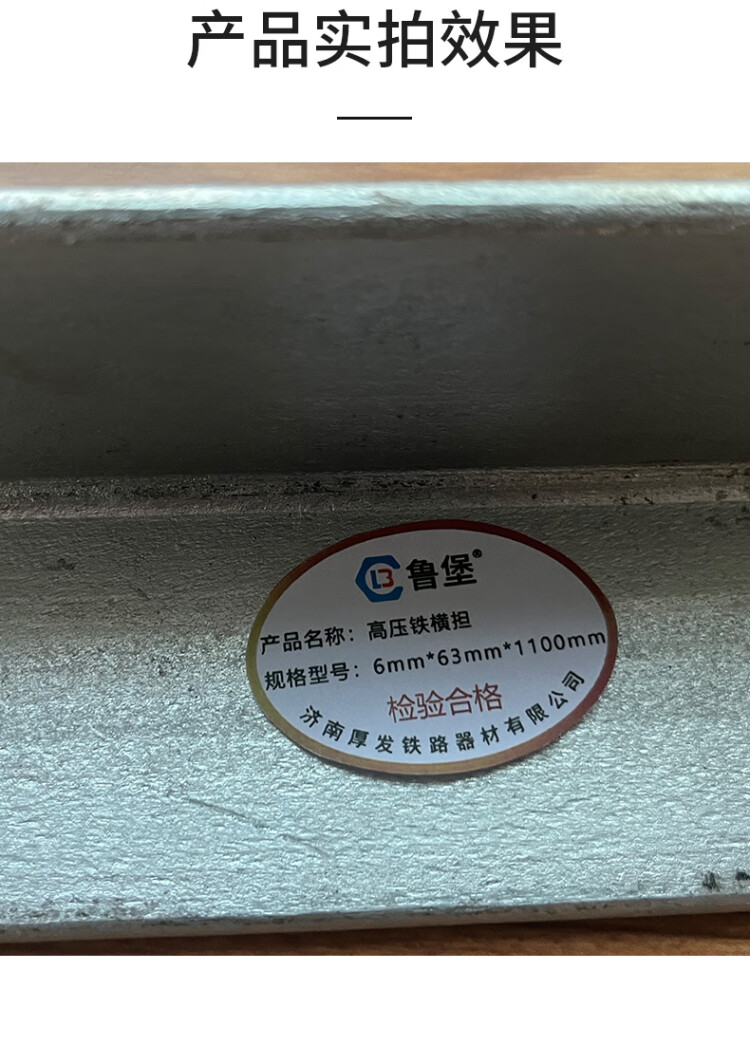 产品实拍效果
鲁堡®
产品名称：高压铁横担
规格型号：6mm*63mm*1100mm
检验合格
济南厚发铁路器材有限公司